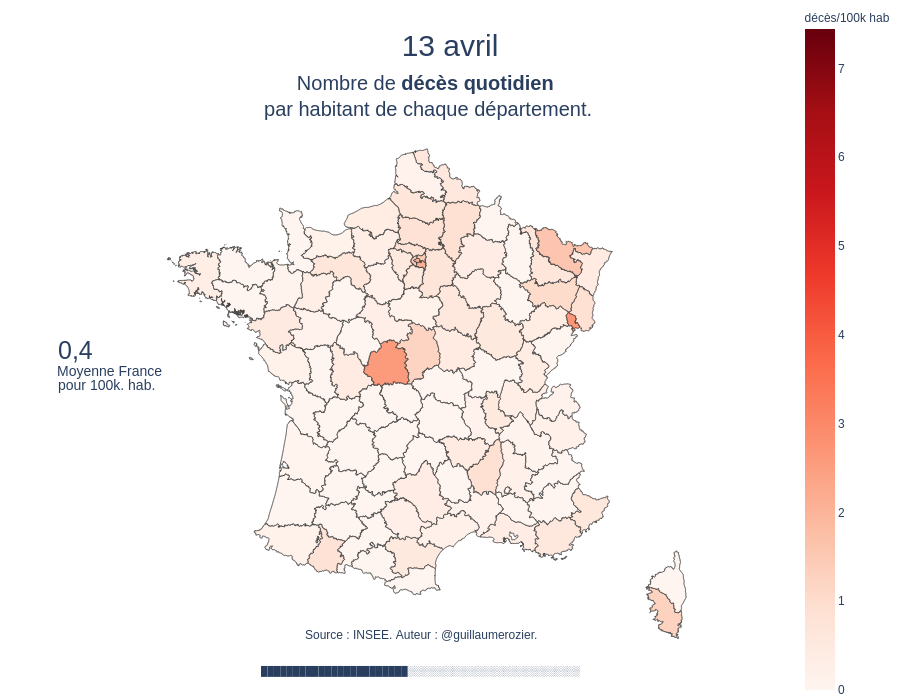 décès/100k hab
13 avril
Nombre de décès quotidien
par habitant de chaque département.
7
6
5
4
3
2
1
0
0,4
Moyenne France
pour 100k. hab.
Source : INSEE. Auteur : @guillaumerozier.